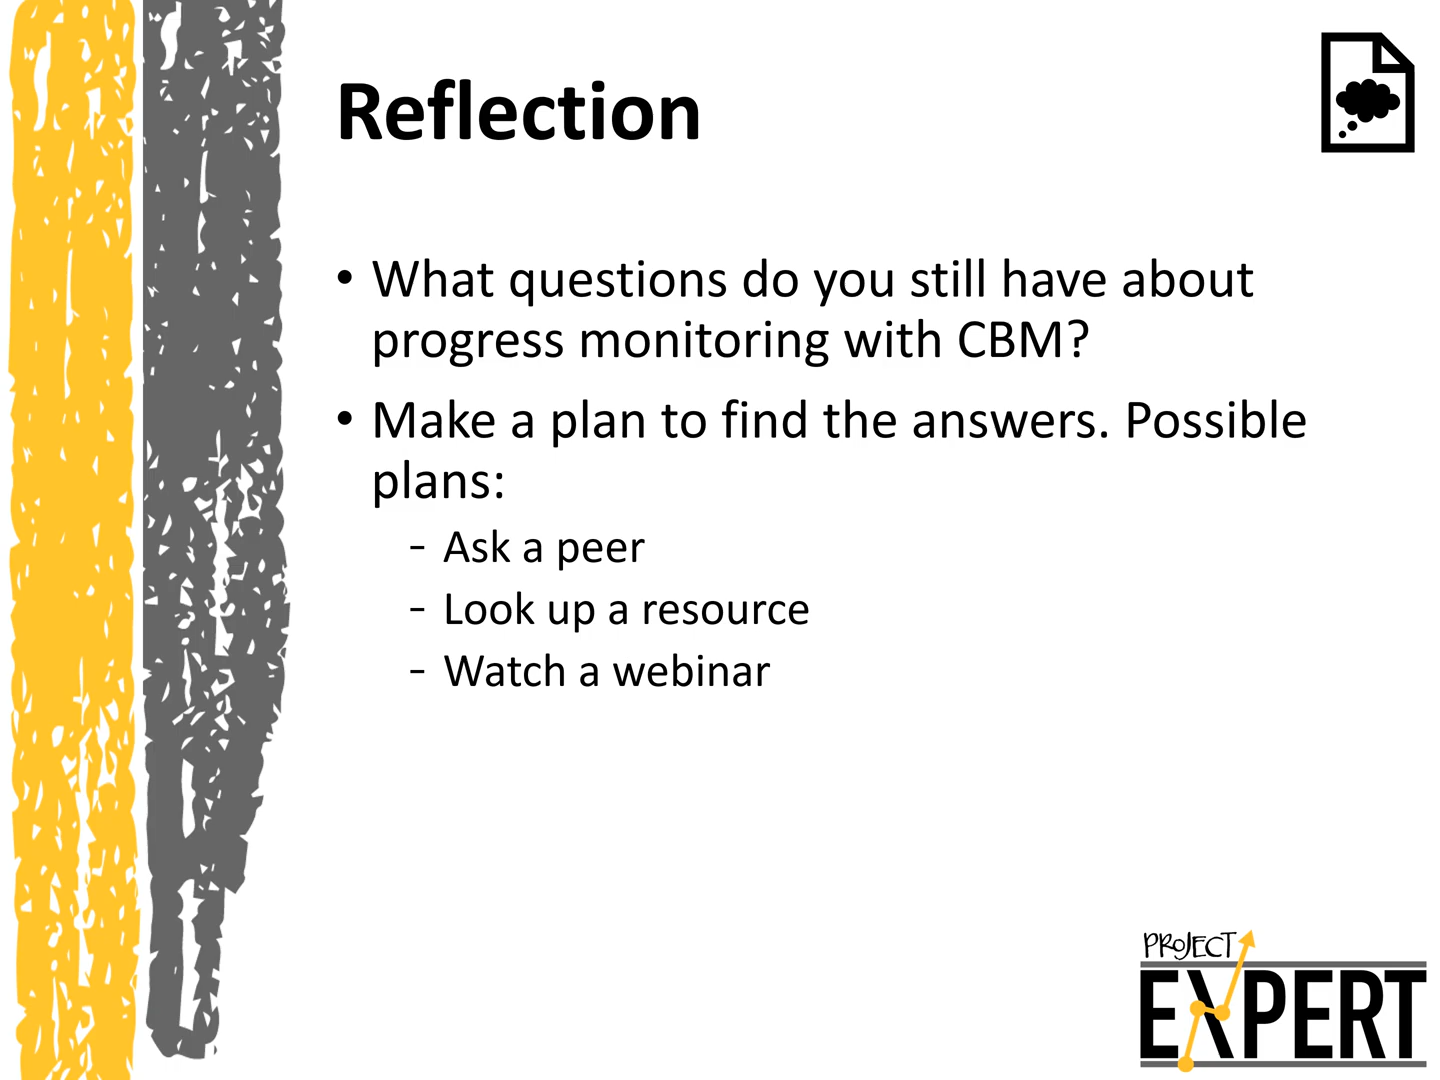 Reflection
• What questions do you still have about
progress monitoring with CBM?
• Make a plan to find the answers. Possible
plans:
- Ask a peer
- Look up a resource
- Watch a webinar
PROJECT
EXPERT